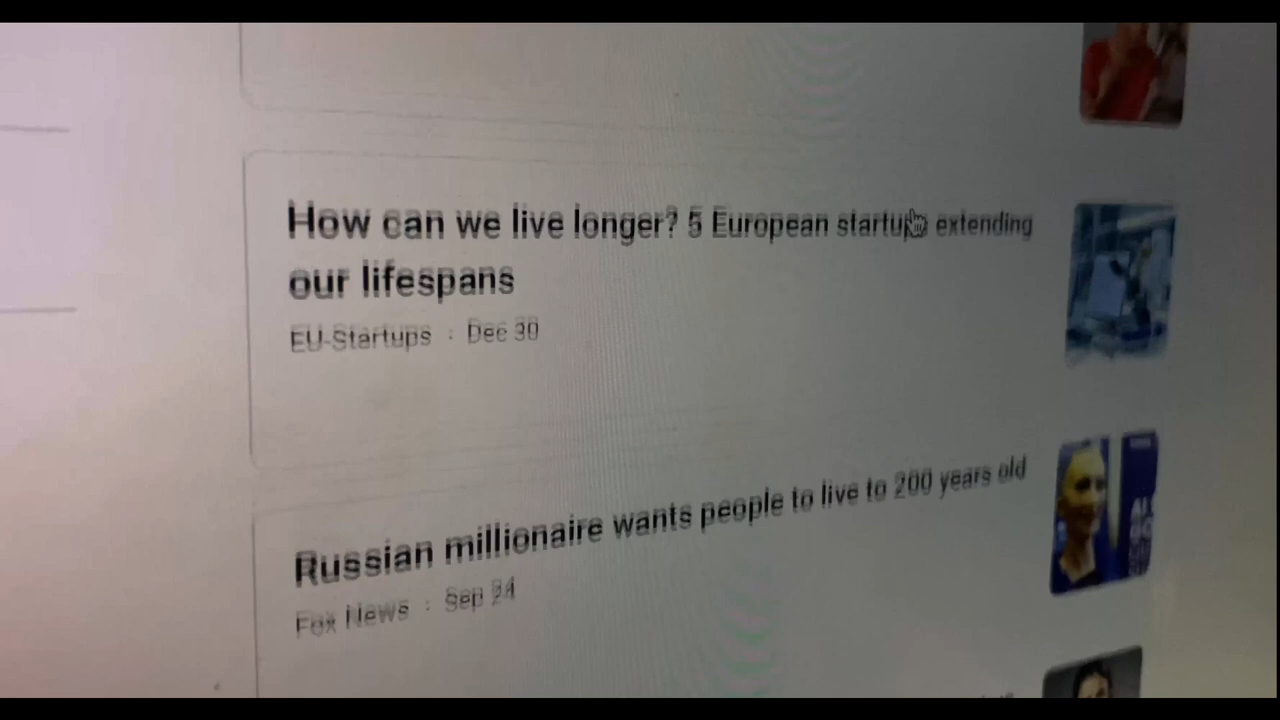 How can we live longer? 5 European startups extending
our lifespans
EU-Startups · Dec 30
Russian millionaire wants people to live to 200 years old
Fox News · Sep 24